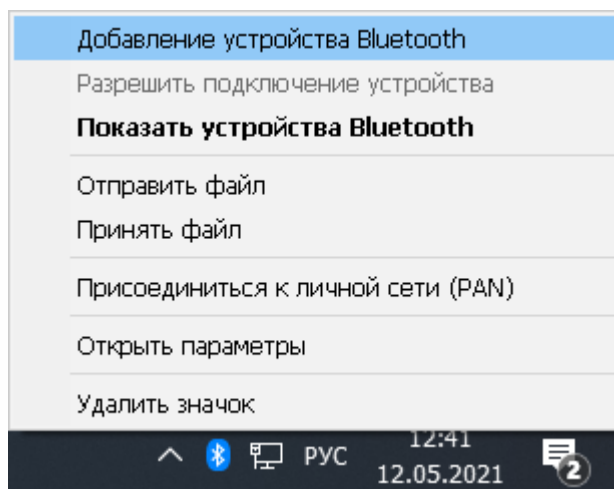 Добавление устройства Bluetooth
Разрешить подключение устройства
Показать устройства Bluetooth
Отправить файл
Принять файл
Присоединиться к личной сети (PAN)
Открыть параметры
Удалить значок
РУС
12:41
12.05.2021
2